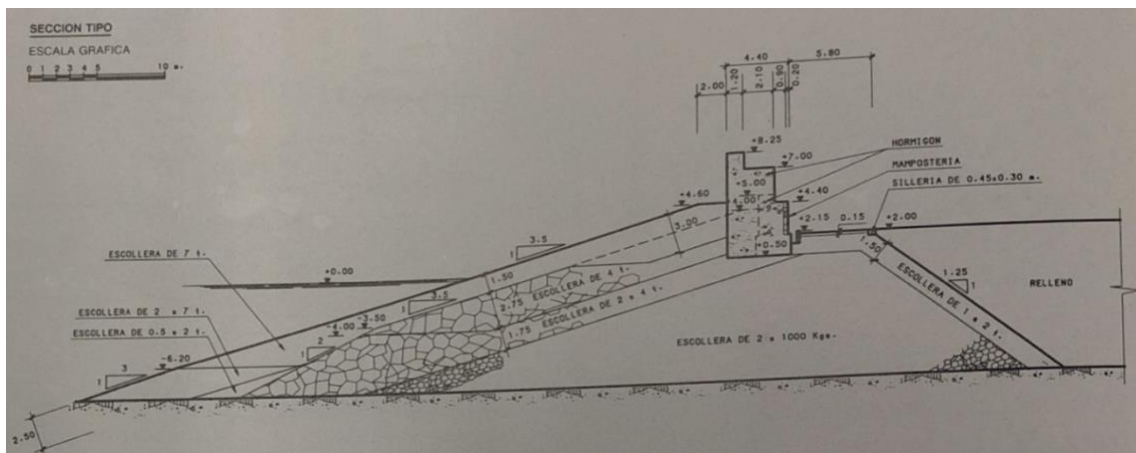 SECCION TIPO
ESCALA GRAFICA
0 1 2 3 4 5 10 m.
4.40 5.80
2.00 1.20 2.10 0.90 0.20
+8.25
+7.00
HORMIGON
MAMPOSTERIA
SILLERIA DE 0.45x0.30 m.
+5.00
+4.60
4.00
+4.40
3.00
+2.15 0.15 +2.00
+0.50
1.50
3.5
1
ESCOLLERA DE 7 t.
+0.00
1.50
1.25
1
RELLENO
ESCOLLERA DE 4 t.
2.75
3.5
1
ESCOLLERA DE 1 a 2 t.
ESCOLLERA DE 2 a 4 t.
1.75
ESCOLLERA DE 2 a 7 t.
-3.50
-4.00
ESCOLLERA DE 0.5 a 2 t.
2
1
ESCOLLERA DE 2 a 1000 Kgs.
-6.20
3
1
2.50